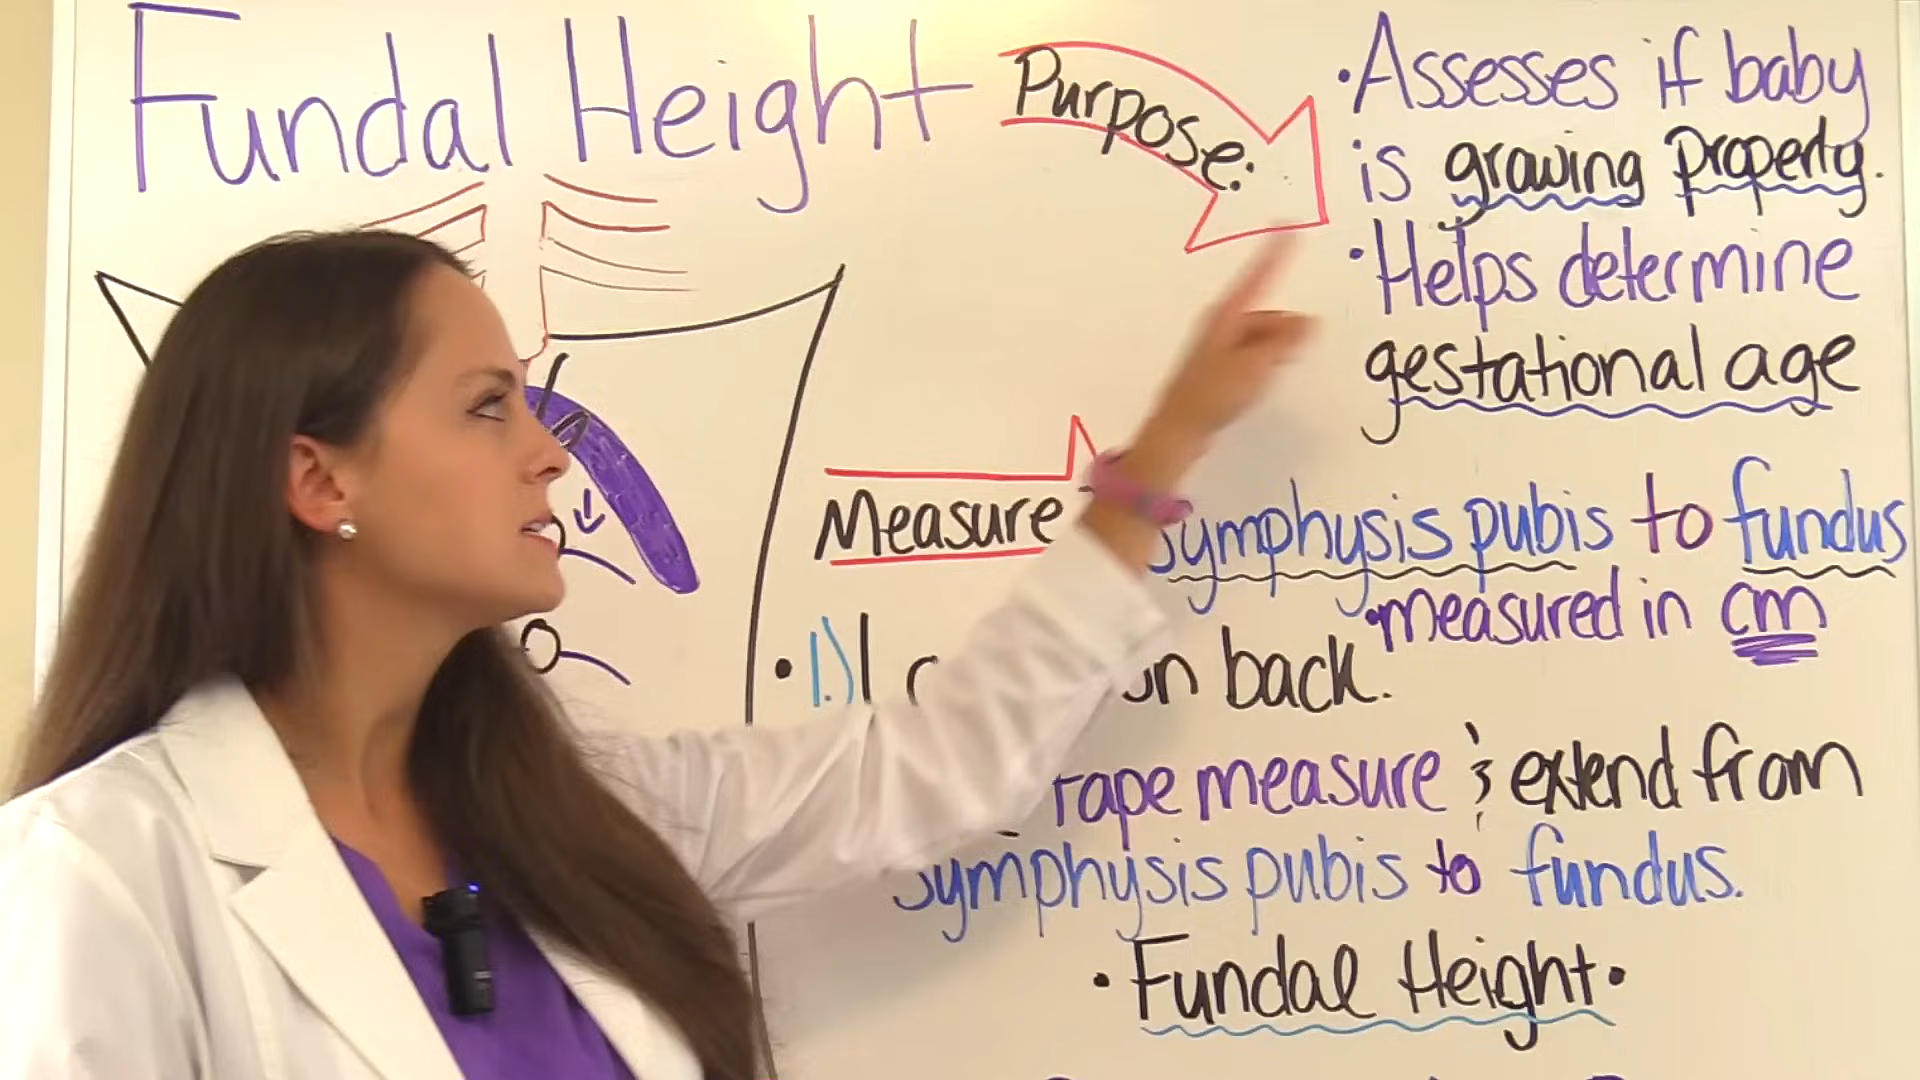 Fundal Height
Purpose:
• Assesses if baby
is growing property.
• Helps determine
gestational age
Measure
symphysis pubis to fundus
• measured in cm
• 1.)
on back.
tape measure & extend from
symphysis pubis to fundus.
• Fundal Height •